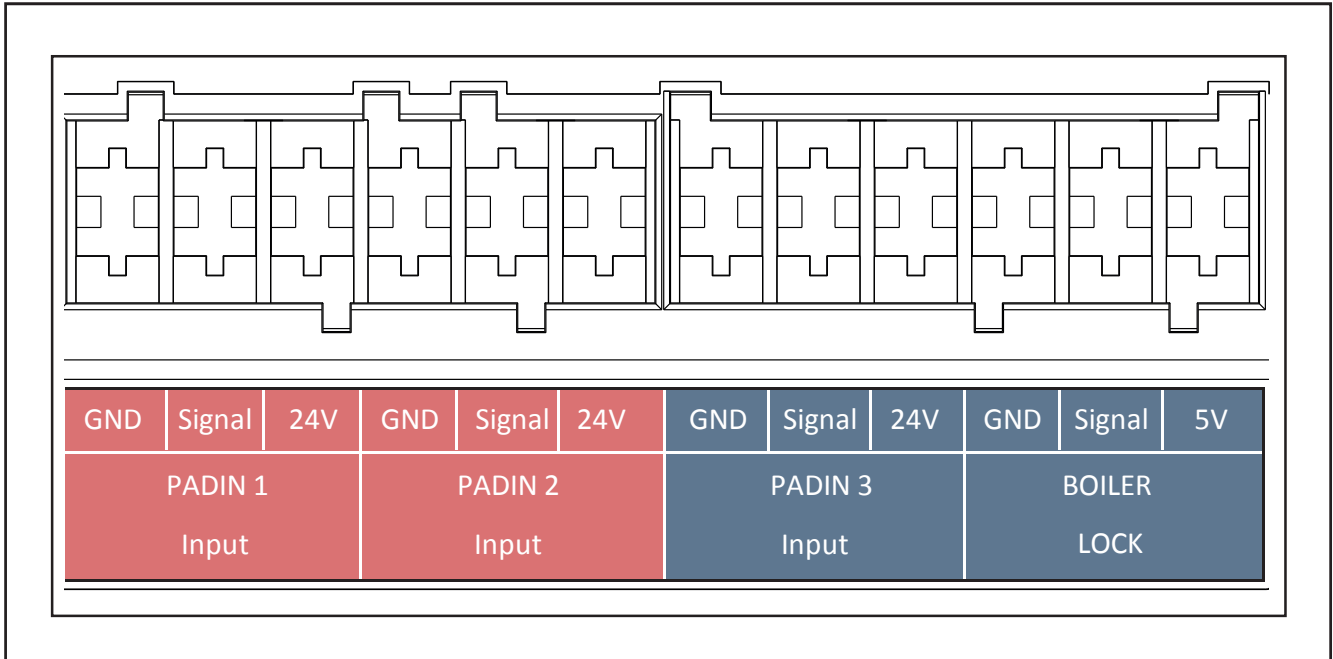 GND Signal 24V GND Signal 24V GND Signal 24V GND Signal 5V
PADIN 1 PADIN 2 PADIN 3 BOILER
Input Input Input LOCK